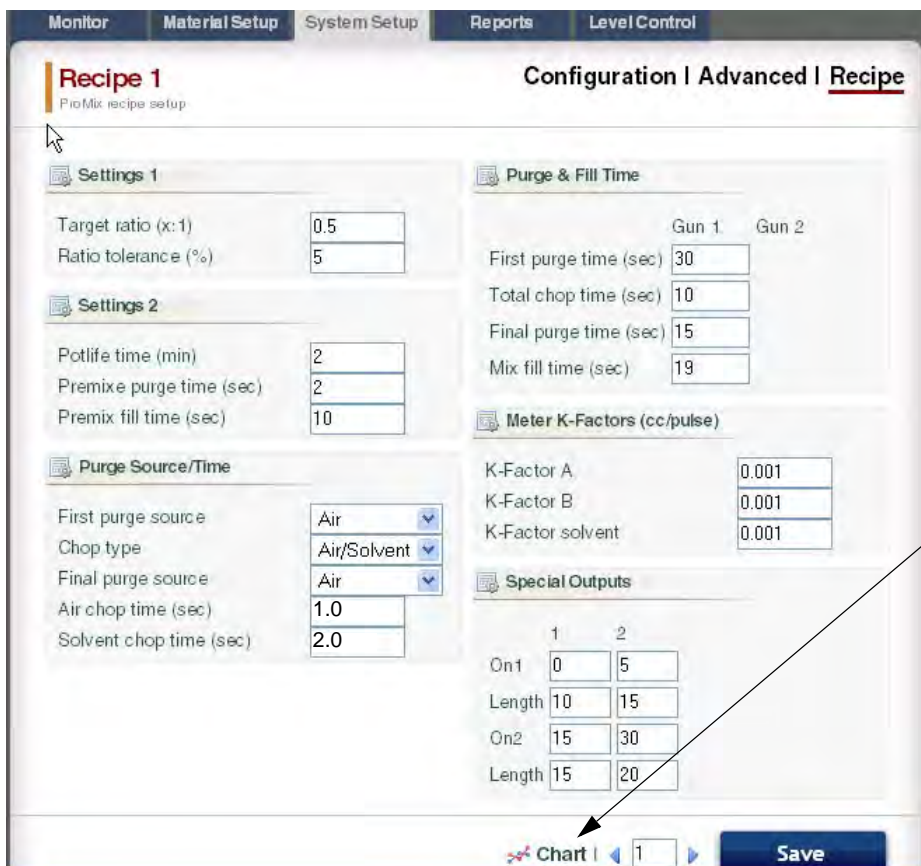 Monitor Material Setup System Setup Reports Level Control
Recipe 1
ProMix recipe setup
Configuration | Advanced | Recipe
Settings 1
Target ratio (x:1) 0.5
Ratio tolerance (%) 5
Settings 2
Potlife time (min) 2
Premixe purge time (sec) 2
Premix fill time (sec) 10
Purge Source/Time
First purge source Air
Chop type Air/Solvent
Final purge source Air
Air chop time (sec) 1.0
Solvent chop time (sec) 2.0
Purge & Fill Time
Gun 1 Gun 2
First purge time (sec) 30
Total chop time (sec) 10
Final purge time (sec) 15
Mix fill time (sec) 19
Meter K-Factors (cc/pulse)
K-Factor A 0.001
K-Factor B 0.001
K-Factor solvent 0.001
Special Outputs
1 2
On1 0 5
Length 10 15
On2 15 30
Length 15 20
Chart | 1 Save